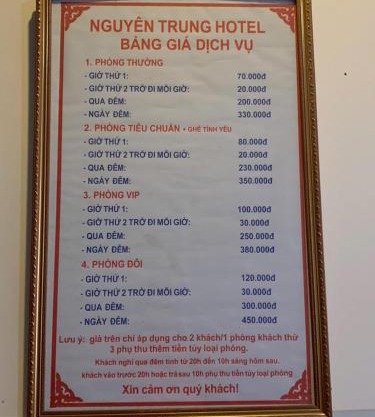 NGUYÊN TRUNG HOTEL
BẢNG GIÁ DỊCH VỤ
1. PHÒNG THƯỜNG
- GIỜ THỨ 1: 70.000đ
- GIỜ THỨ 2 TRỞ ĐI MỖI GIỜ: 20.000đ
- QUA ĐÊM: 200.000đ
- NGÀY ĐÊM: 330.000đ
2. PHÒNG TIÊU CHUẨN + GHẾ TÌNH YÊU
- GIỜ THỨ 1: 80.000đ
- GIỜ THỨ 2 TRỞ ĐI MỖI GIỜ: 20.000đ
- QUA ĐÊM: 230.000đ
- NGÀY ĐÊM: 350.000đ
3. PHÒNG VIP
- GIỜ THỨ 1: 100.000đ
- GIỜ THỨ 2 TRỞ ĐI MỖI GIỜ: 30.000đ
- QUA ĐÊM: 250.000đ
- NGÀY ĐÊM: 380.000đ
4. PHÒNG ĐÔI
- GIỜ THỨ 1: 120.000đ
- GIỜ THỨ 2 TRỞ ĐI MỖI GIỜ: 30.000đ
- QUA ĐÊM: 300.000đ
- NGÀY ĐÊM: 450.000đ
Lưu ý: giá trên chỉ áp dụng cho 2 khách/1 phòng khách thứ
3 phụ thu thêm tiền tùy loại phòng.
Khách nghỉ qua đêm tính từ 20h đến 10h sáng hôm sau.
khách vào trước 20h hoặc trả sau 10h phụ thu tiền tùy loại phòng
Xin cảm ơn quý khách!